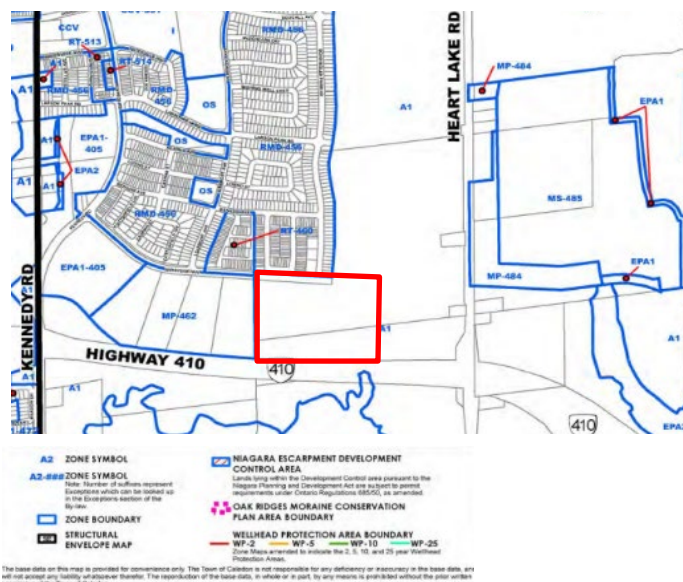 CCV
RMD-456
RT-513
A1
RT-514
RMD-456
RMD-456
A1
OS
A1
MP-484
EPA1
HEART LAKE RD
EPA1-
405
A1
EPA2
A1
A1
OS
RMD-456
OS
RMD-456
RT-460
MS-485
EPA1-405
MP-462
MP-484
EPA1
A1
A1
KENNEDY RD
HIGHWAY 410
410
410
A1
A2 ZONE SYMBOL
A2-### ZONE SYMBOL
Note: Number of suffixes represent
Exceptions which can be looked up
in the Exceptions section of the
By-law.
ZONE BOUNDARY
STRUCTURAL
ENVELOPE MAP
NIAGARA ESCARPMENT DEVELOPMENT
CONTROL AREA
Lands lying within the Development Control area pursuant to the
Niagara Planning and Development Act are subject to permit
requirements under Ontario Regulations 685/50, as amended.
OAK RIDGES MORAINE CONSERVATION
PLAN AREA BOUNDARY
WELLHEAD PROTECTION AREA BOUNDARY
WP-2 WP-5 WP-10 WP-25
Zone Maps amended to indicate the 2, 5, 10, and 25 year Wellhead
Protection Areas.
The base data on this map is provided for convenience only. The Town of Caledon is not responsible for any deficiency or inaccuracy in the base data, and
will not accept any liability whatsoever therefor. The reproduction of the base data, in whole or in part, by any means is prohibited without the prior written